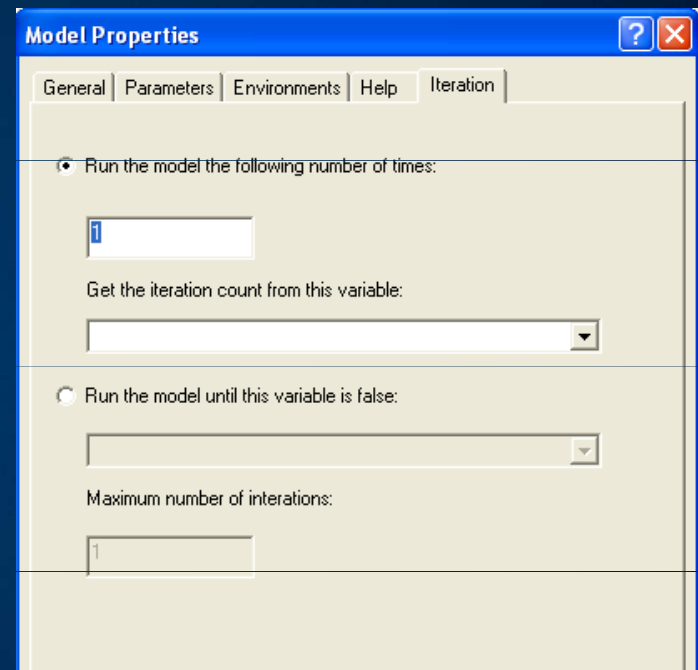 Model Properties
General Parameters Environments Help Iteration
Run the model the following number of times:
1
Get the iteration count from this variable:
Run the model until this variable is false:
Maximum number of interations:
1